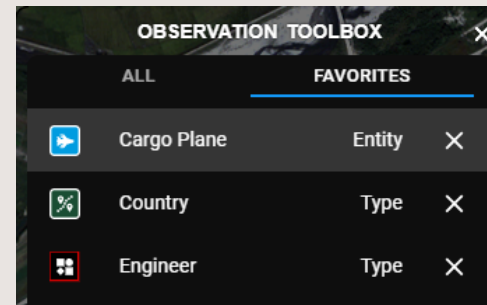 OBSERVATION TOOLBOX
ALL FAVORITES
Cargo Plane Entity
Country Type
Engineer Type